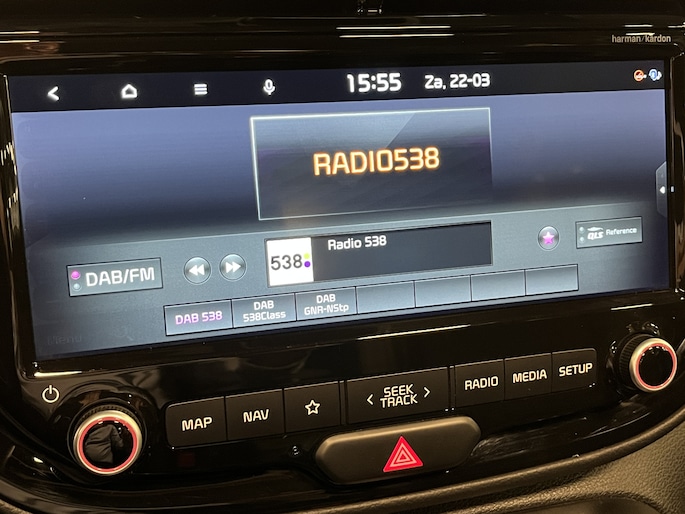 harman/kardon
15:55 Za, 22-03
RADIO538
Radio 538
538
QLS Reference
DAB/FM
DAB 538
DAB
538Class
DAB
GNR-NStp
MAP
NAV
SEEK
TRACK
RADIO
MEDIA
SETUP